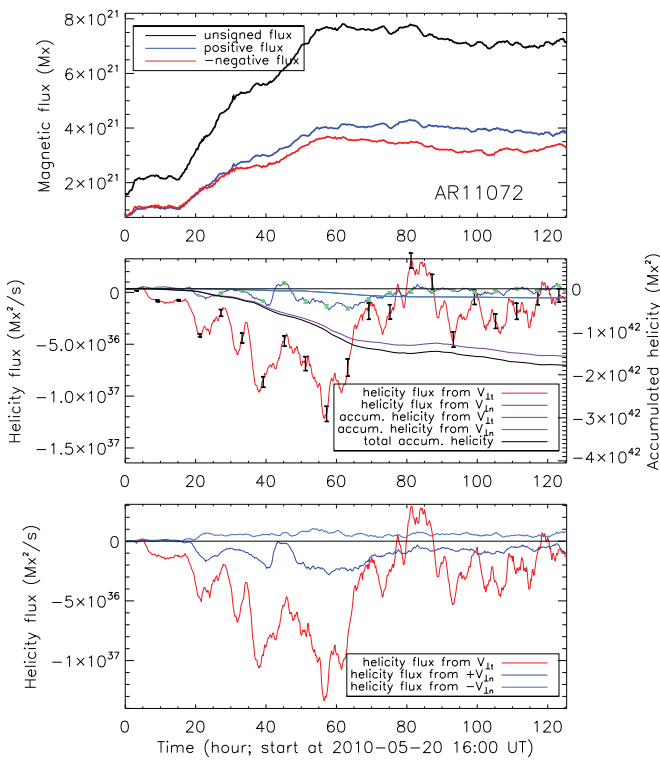 8×10²¹
6×10²¹
4×10²¹
2×10²¹
Magnetic flux (Mx)
unsigned flux
positive flux
−negative flux
AR11072
0 20 40 60 80 100 120
0
−5.0×10³⁶
−1.0×10³⁷
−1.5×10³⁷
Helicity flux (Mx²/s)
0
−1×10⁴²
−2×10⁴²
−3×10⁴²
−4×10⁴²
Accumulated helicity (Mx²)
helicity flux from V⊥t
helicity flux from V⊥n
accum. helicity from V⊥t
accum. helicity from V⊥n
total accum. helicity
0 20 40 60 80 100 120
0
−5×10³⁶
−1×10³⁷
Helicity flux (Mx²/s)
helicity flux from V⊥t
helicity flux from +V⊥n
helicity flux from −V⊥n
0 20 40 60 80 100 120
Time (hour; start at 2010−05−20 16:00 UT)